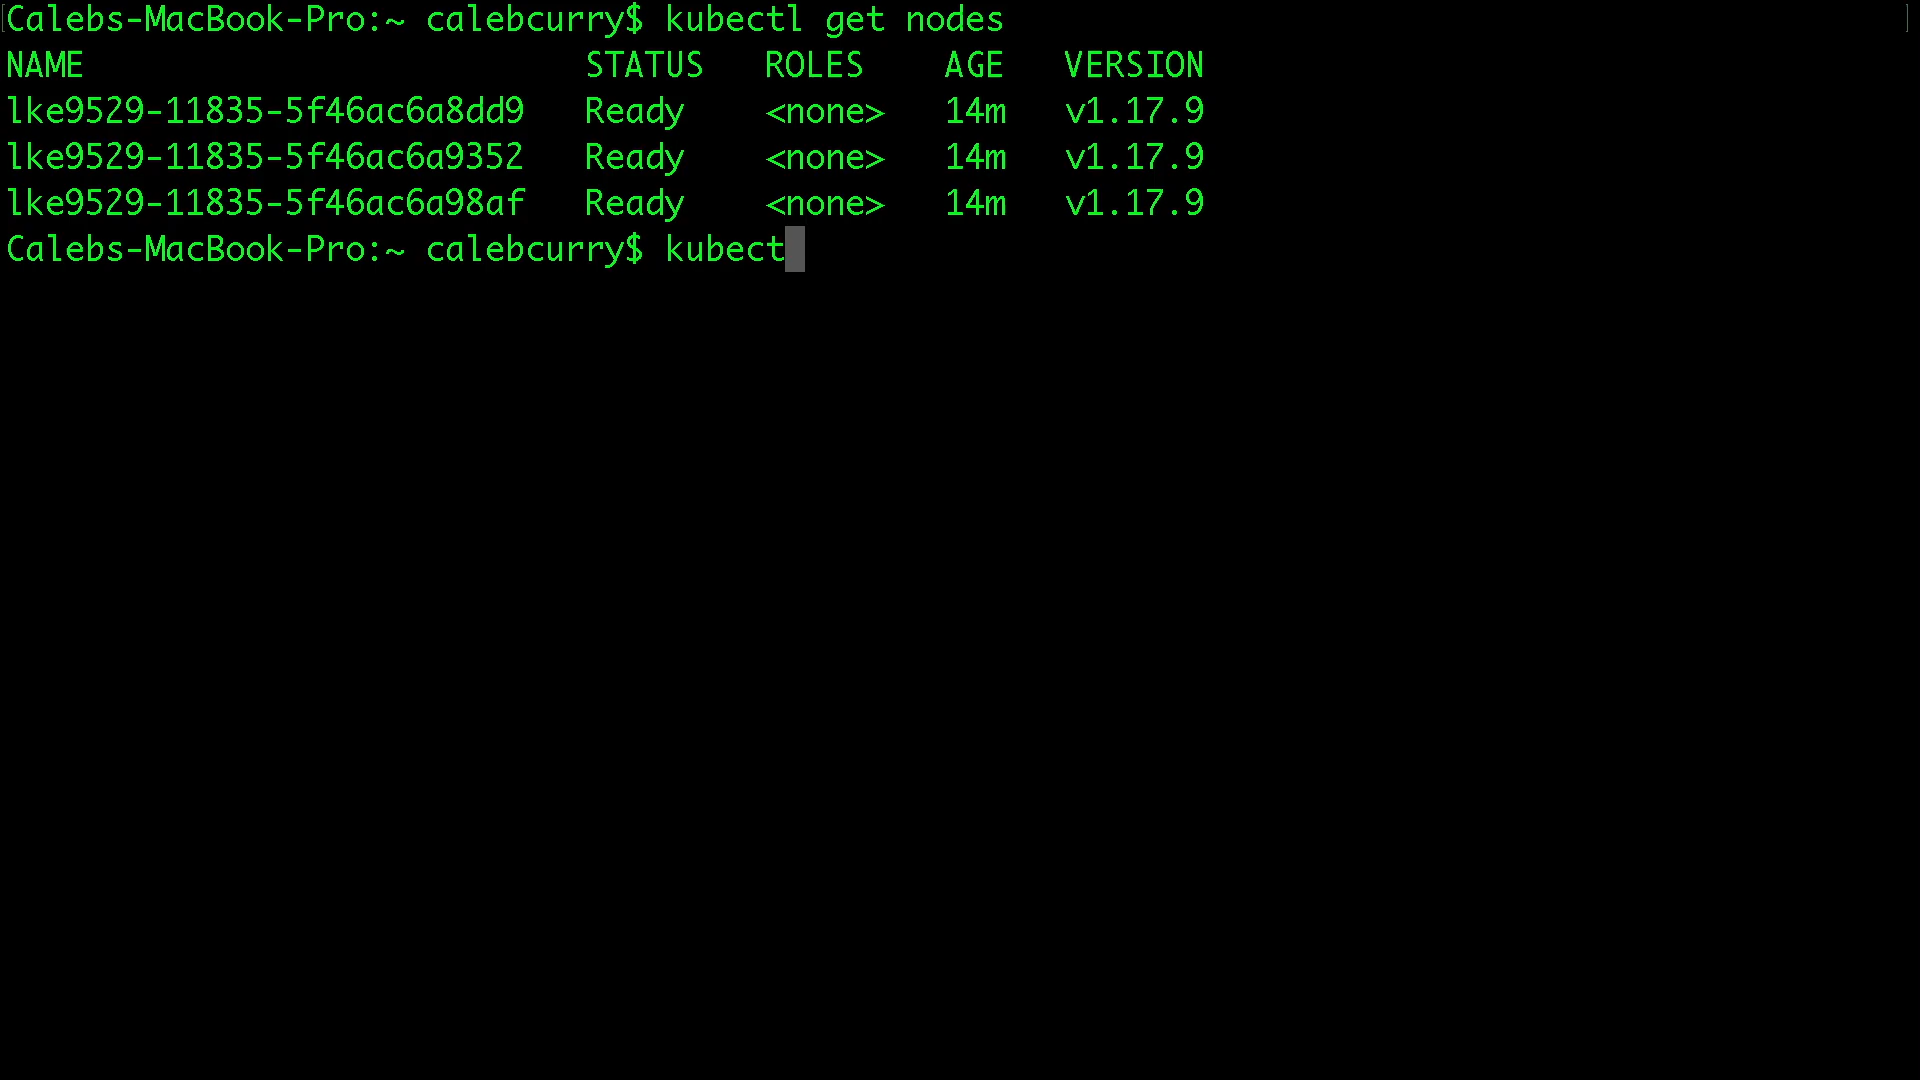 Calebs-MacBook-Pro:~ calebcurry$ kubectl get nodes
NAME                         STATUS   ROLES    AGE   VERSION
lke9529-11835-5f46ac6a8dd9   Ready    <none>   14m   v1.17.9
lke9529-11835-5f46ac6a9352   Ready    <none>   14m   v1.17.9
lke9529-11835-5f46ac6a98af   Ready    <none>   14m   v1.17.9
Calebs-MacBook-Pro:~ calebcurry$ kubect